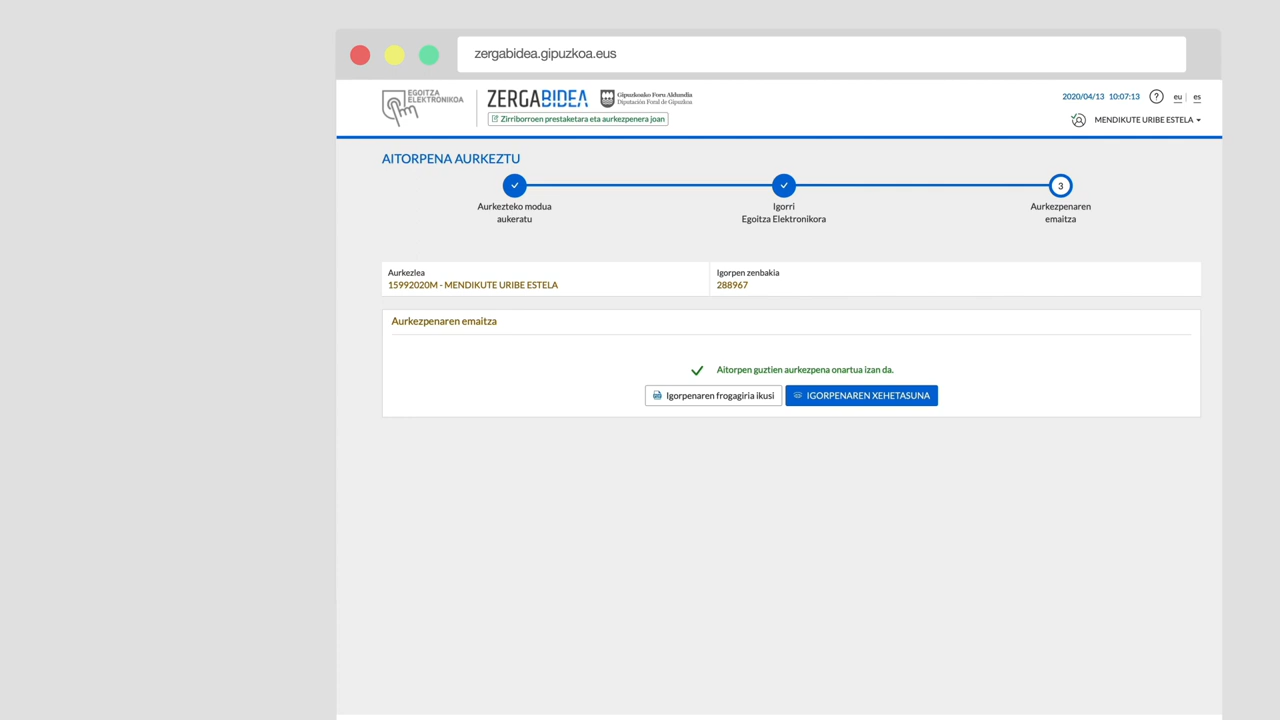 zergabidea.gipuzkoa.eus
EGOITZA
ELEKTRONIKOA
ZERGABIDEA
Gipuzkoako Foru Aldundia
Diputación Foral de Gipuzkoa
Zirriborroen prestaketara eta aurkezpenera joan
2020/04/13 10:07:13 ? eu | es
MENDIKUTE URIBE ESTELA
AITORPENA AURKEZTU
Aurkezteko modua
aukeratu
Igorri
Egoitza Elektronikora
3
Aurkezpenaren
emaitza
Aurkezlea
15992020M - MENDIKUTE URIBE ESTELA
Igorpen zenbakia
288967
Aurkezpenaren emaitza
Aitorpen guztien aurkezpena onartua izan da.
Igorpenaren frogagiria ikusi
IGORPENAREN XEHETASUNA